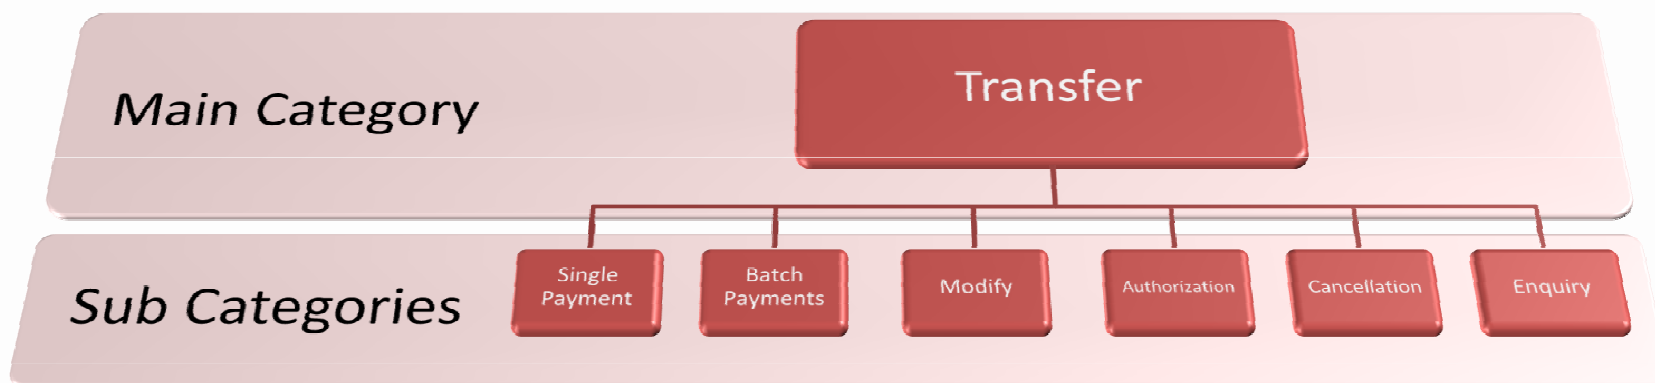 Main Category
Transfer
Sub Categories
Single
Payment
Batch
Payments
Modify
Authorization
Cancellation
Enquiry